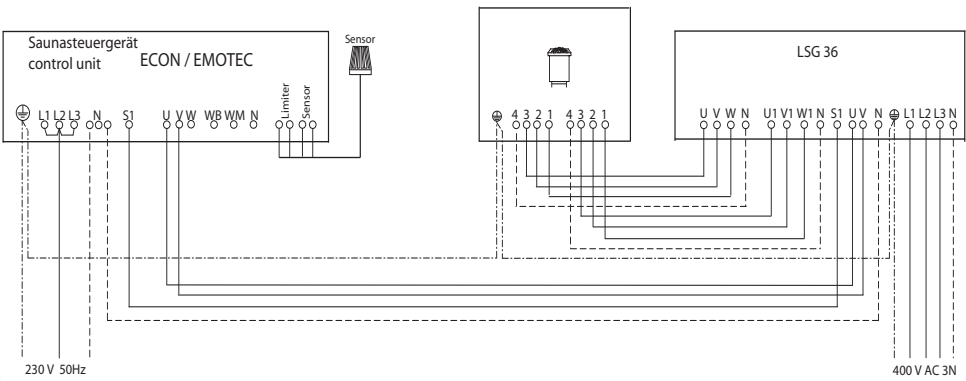 Saunasteuergerät
control unit
ECON / EMOTEC
Sensor
LSG 36
Limiter
Sensor
L1 L2 L3 N S1 U V W WB WM N
4 3 2 1 4 3 2 1
U V W N U1 V1 W1 N S1 U V N L1 L2 L3 N
230 V 50Hz
400 V AC 3N